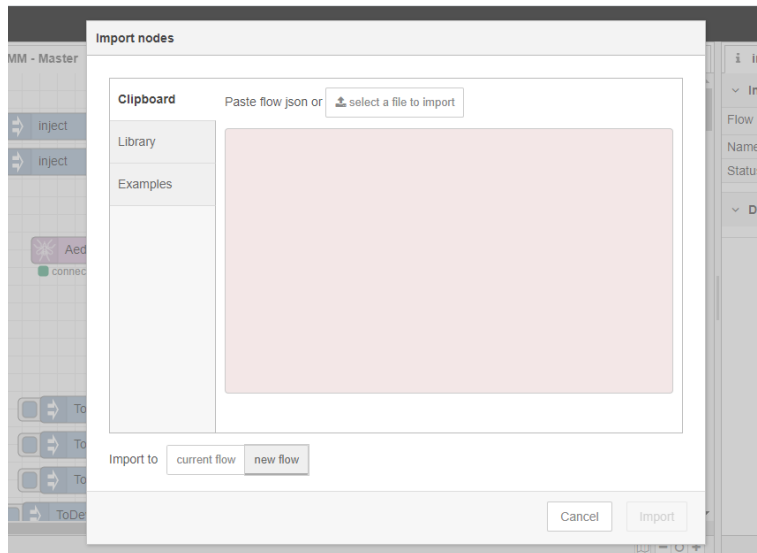 Import nodes
MM - Master
Clipboard
Library
Examples
Paste flow json or select a file to import
inject
inject
Aed
connec
To
To
To
ToDe
Flow
Name
Statu
Import to current flow new flow
Cancel Import